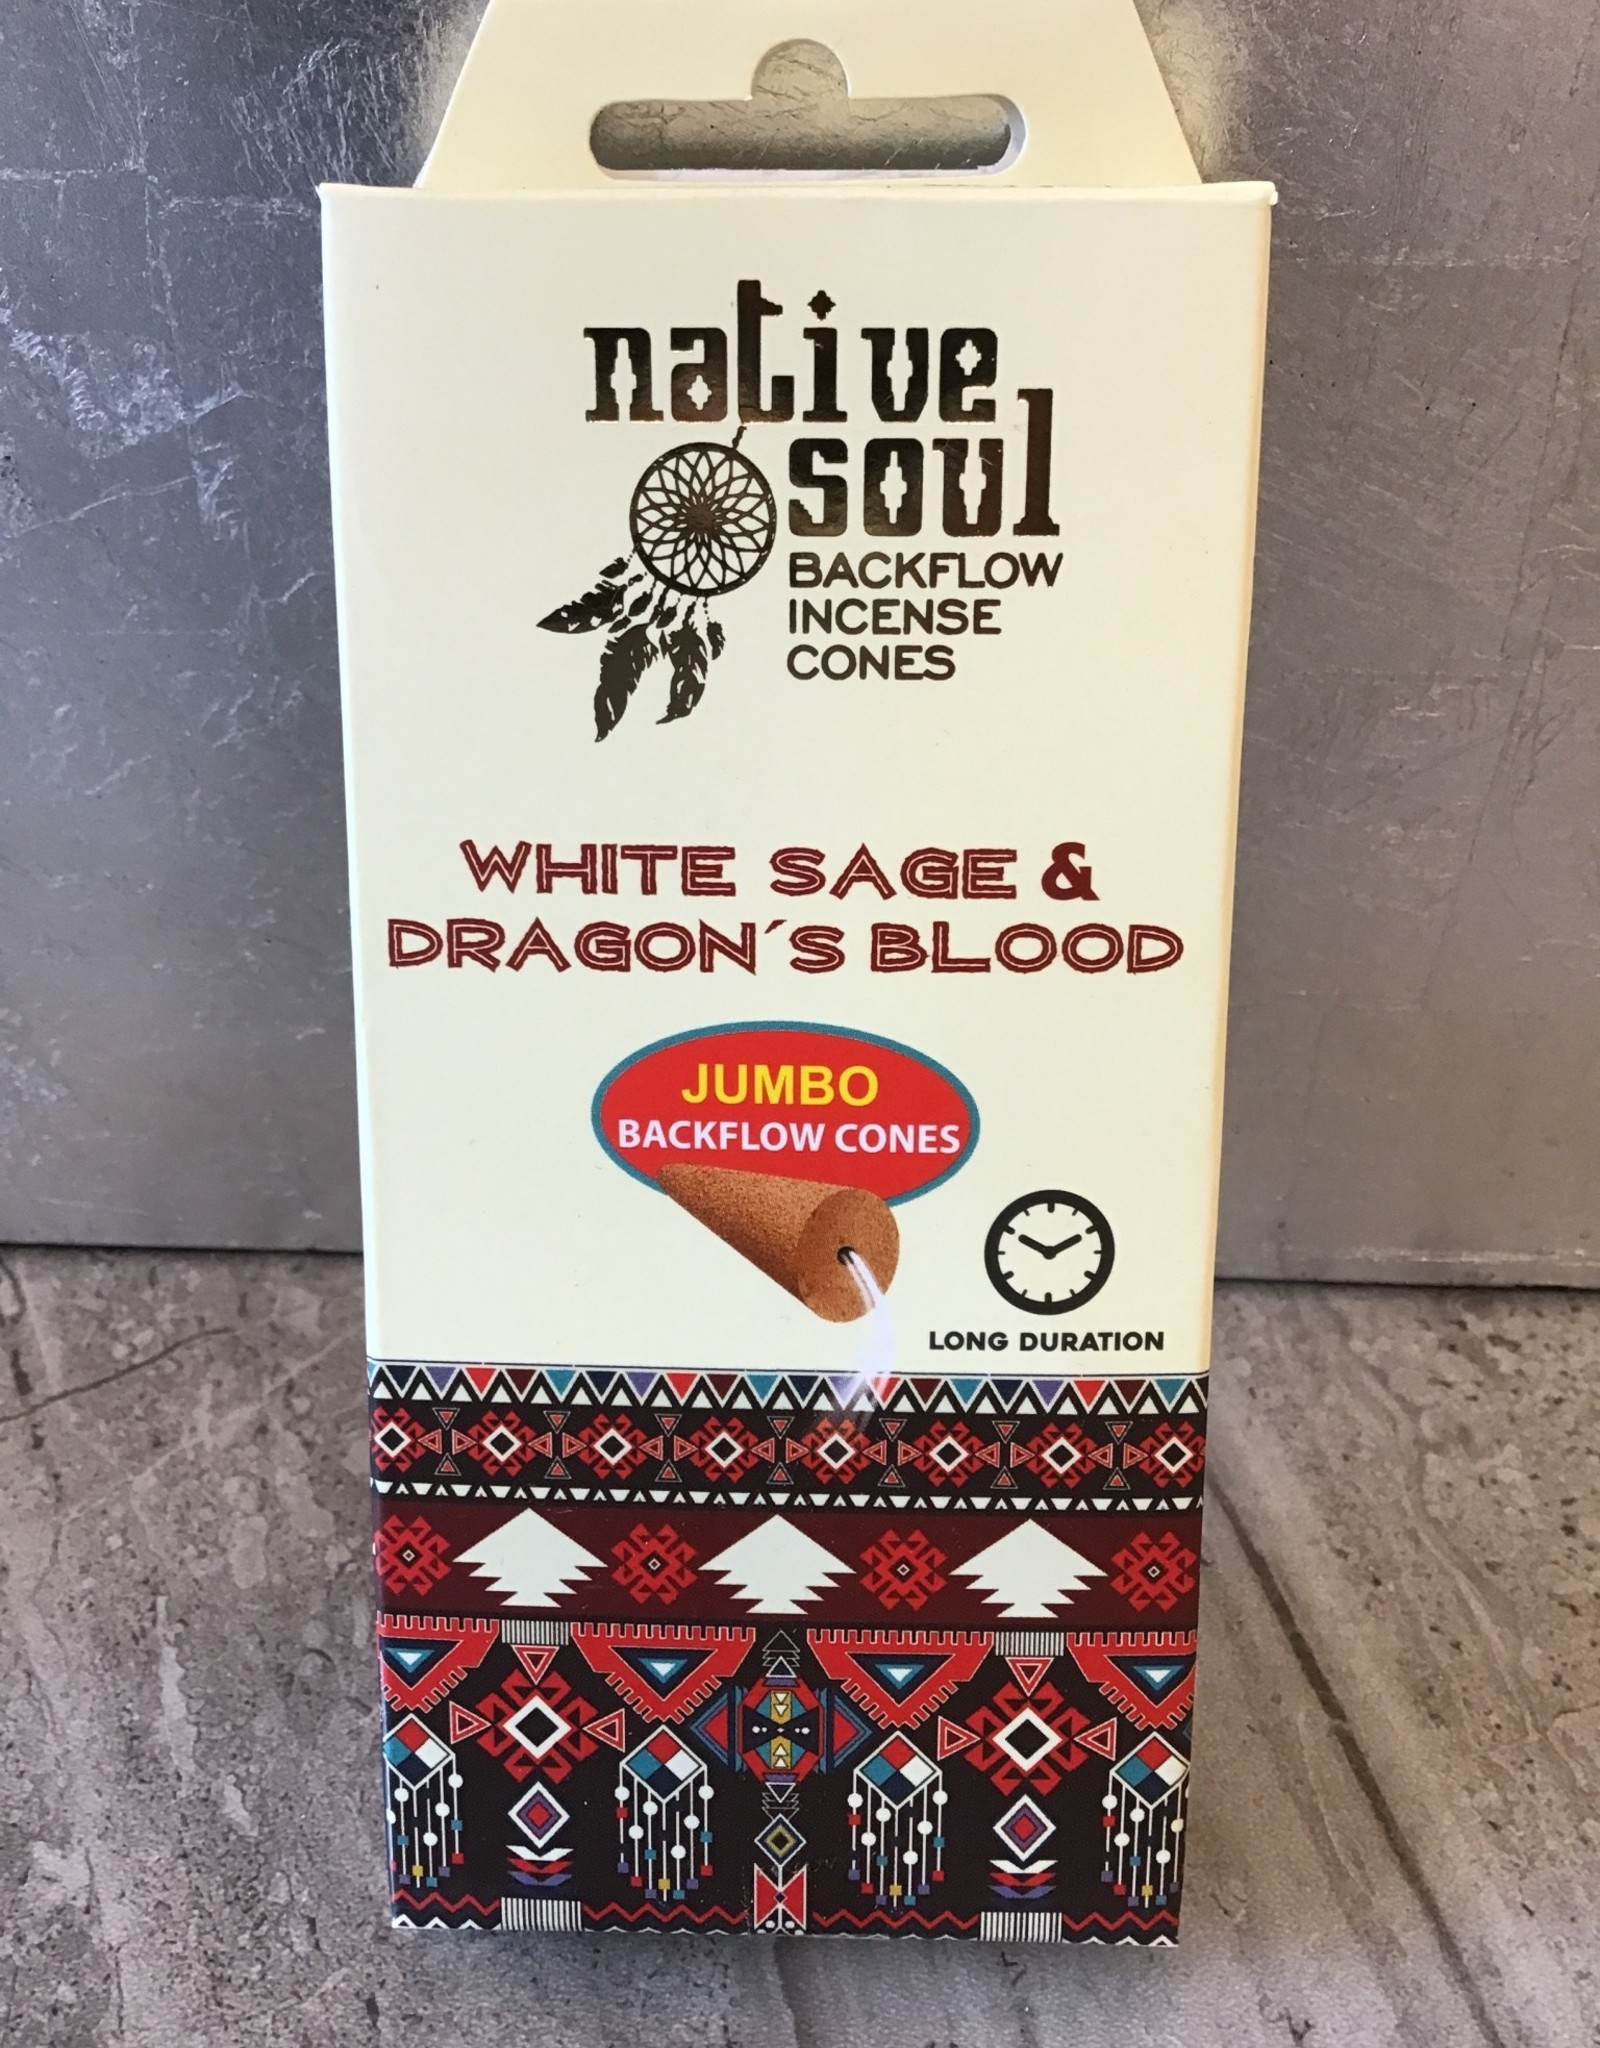 native
soul
BACKFLOW
INCENSE
CONES
WHITE SAGE &
DRAGON´S BLOOD
JUMBO
BACKFLOW CONES
LONG DURATION